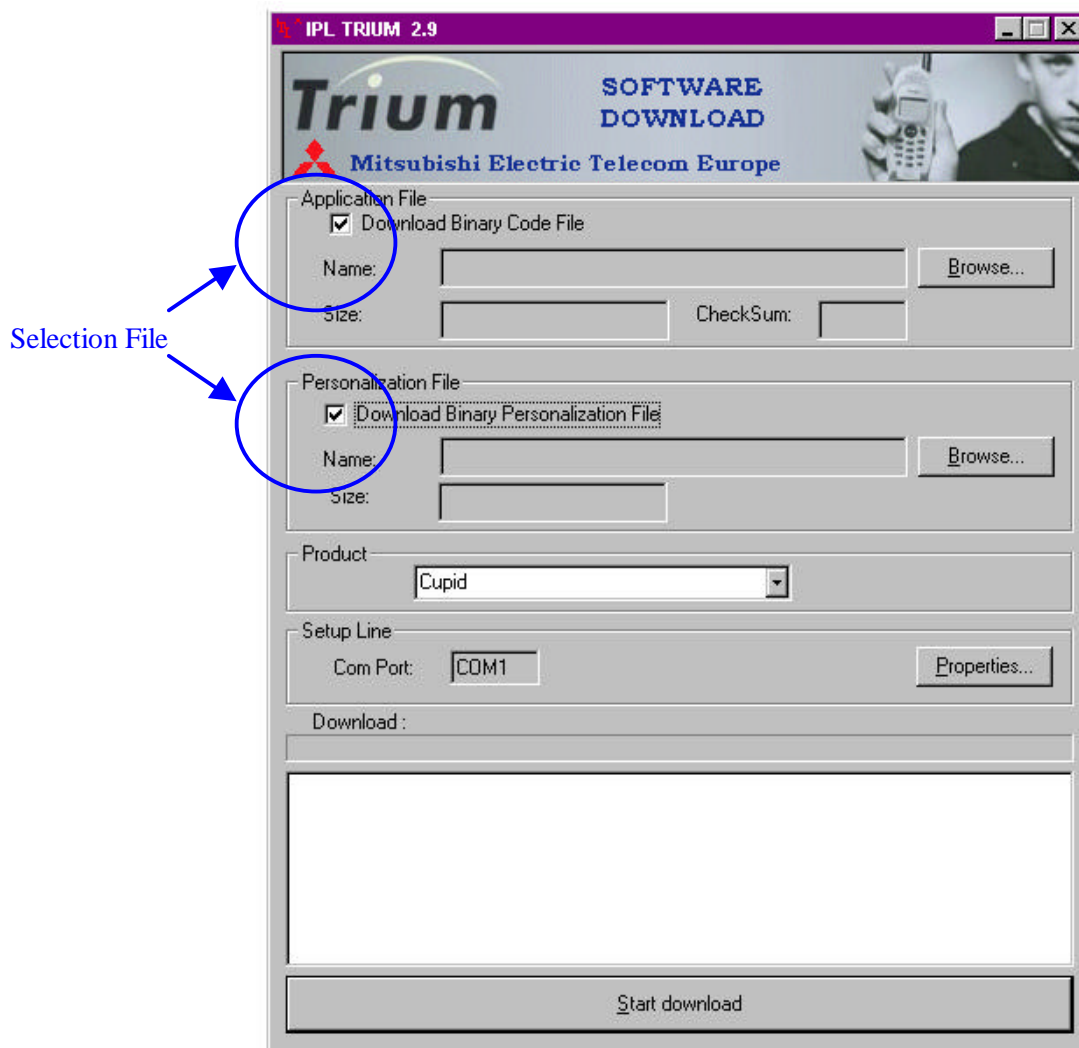 IPL TRIUM 2.9
Trium
SOFTWARE
DOWNLOAD
Mitsubishi Electric Telecom Europe
Application File
Download Binary Code File
Name:
Browse...
Size:
CheckSum:
Selection File
Personalization File
Download Binary Personalization File
Name:
Browse...
Size:
Product
Cupid
Setup Line
Com Port:
COM1
Properties...
Download :
Start download